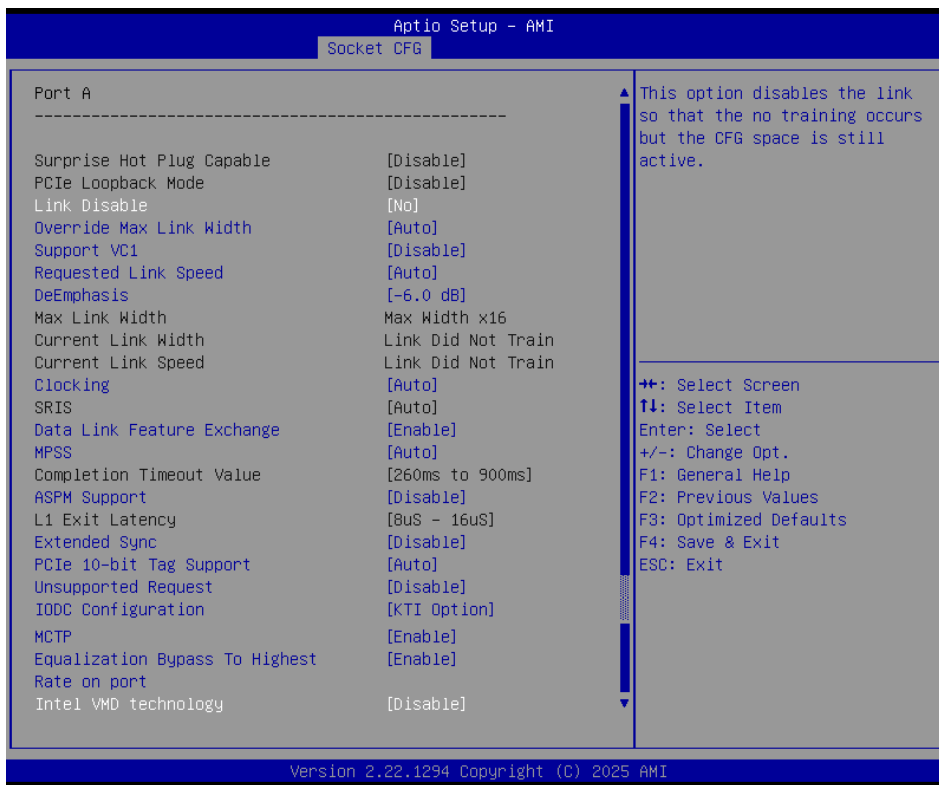 Aptio Setup – AMI
Socket CFG
Port A
--------------------------------------------------
Surprise Hot Plug Capable [Disable]
PCIe Loopback Mode [Disable]
Link Disable [No]
Override Max Link Width [Auto]
Support VC1 [Disable]
Requested Link Speed [Auto]
DeEmphasis [-6.0 dB]
Max Link Width Max Width x16
Current Link Width Link Did Not Train
Current Link Speed Link Did Not Train
Clocking [Auto]
SRIS [Auto]
Data Link Feature Exchange [Enable]
MPSS [Auto]
Completion Timeout Value [260ms to 900ms]
ASPM Support [Disable]
L1 Exit Latency [8uS - 16uS]
Extended Sync [Disable]
PCIe 10-bit Tag Support [Auto]
Unsupported Request [Disable]
IODC Configuration [KTI Option]
MCTP [Enable]
Equalization Bypass To Highest [Enable]
Rate on port
Intel VMD technology [Disable]
This option disables the link
so that the no training occurs
but the CFG space is still
active.
→←: Select Screen
↑↓: Select Item
Enter: Select
+/-: Change Opt.
F1: General Help
F2: Previous Values
F3: Optimized Defaults
F4: Save & Exit
ESC: Exit
Version 2.22.1294 Copyright (C) 2025 AMI